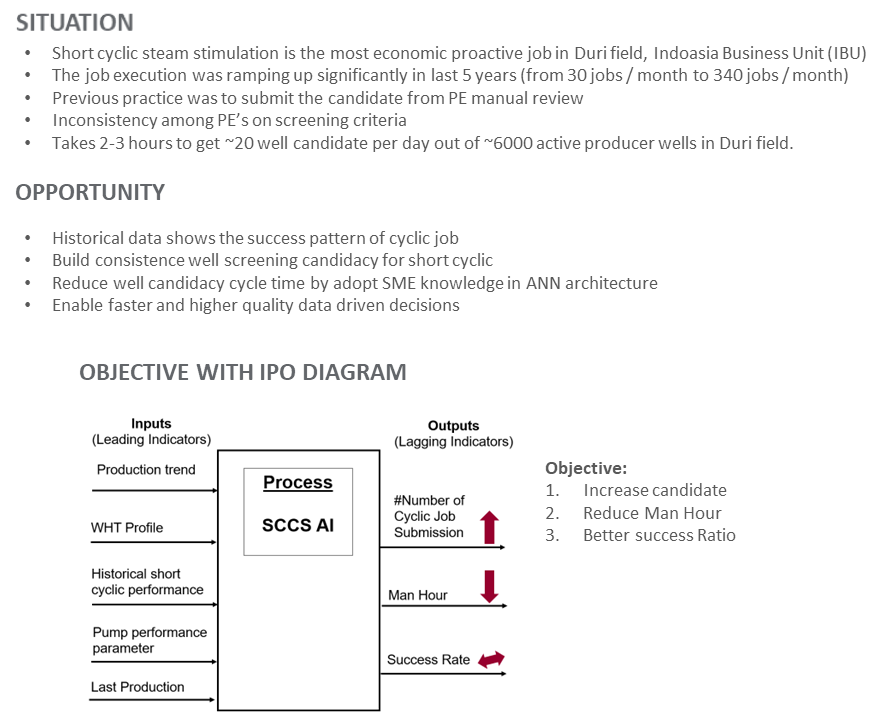 SITUATION
• Short cyclic steam stimulation is the most economic proactive job in Duri field, Indoasia Business Unit (IBU)
• The job execution was ramping up significantly in last 5 years (from 30 jobs / month to 340 jobs / month)
• Previous practice was to submit the candidate from PE manual review
• Inconsistency among PE's on screening criteria
• Takes 2-3 hours to get ~20 well candidate per day out of ~6000 active producer wells in Duri field.
OPPORTUNITY
• Historical data shows the success pattern of cyclic job
• Build consistence well screening candidacy for short cyclic
• Reduce well candidacy cycle time by adopt SME knowledge in ANN architecture
• Enable faster and higher quality data driven decisions
OBJECTIVE WITH IPO DIAGRAM
Inputs
(Leading Indicators)
Production trend
WHT Profile
Historical short
cyclic performance
Pump performance
parameter
Last Production
Process
SCCS AI
Outputs
(Lagging Indicators)
#Number of
Cyclic Job
Submission
Man Hour
Success Rate
Objective:
1. Increase candidate
2. Reduce Man Hour
3. Better success Ratio